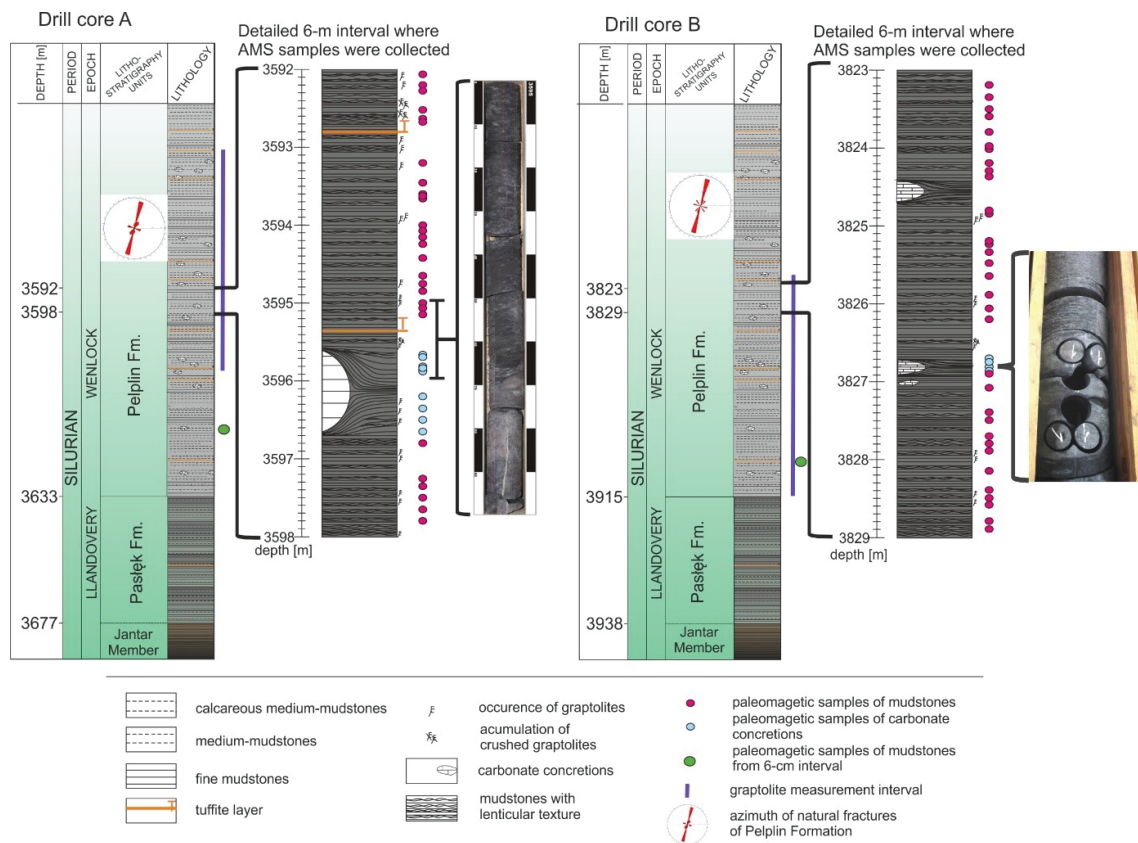 Drill core A
DEPTH [m]
PERIOD
EPOCH
LITHO-
STRATIGRAPHY
UNITS
LITHOLOGY
3592
3598
3633
3677
SILURIAN
WENLOCK
LLANDOVERY
Pelplin Fm.
Pasłęk Fm.
Jantar
Member
Detailed 6-m interval where
AMS samples were collected
3592
3593
3594
3595
3596
3597
3598
depth [m]
3595
Drill core B
DEPTH [m]
PERIOD
EPOCH
LITHO-
STRATIGRAPHY
UNITS
LITHOLOGY
3823
3829
3915
3938
SILURIAN
WENLOCK
LLANDOVERY
Pelplin Fm.
Pasłęk Fm.
Jantar
Member
Detailed 6-m interval where
AMS samples were collected
3823
3824
3825
3826
3827
3828
3829
depth [m]
calcareous medium-mudstones
medium-mudstones
fine mudstones
tuffite layer
occurence of graptolites
acumulation of
crushed graptolites
carbonate concretions
mudstones with
lenticular texture
paleomagetic samples of mudstones
paleomagetic samples of carbonate
concretions
paleomagetic samples of mudstones
from 6-cm interval
graptolite measurement interval
azimuth of natural fractures
of Pelplin Formation